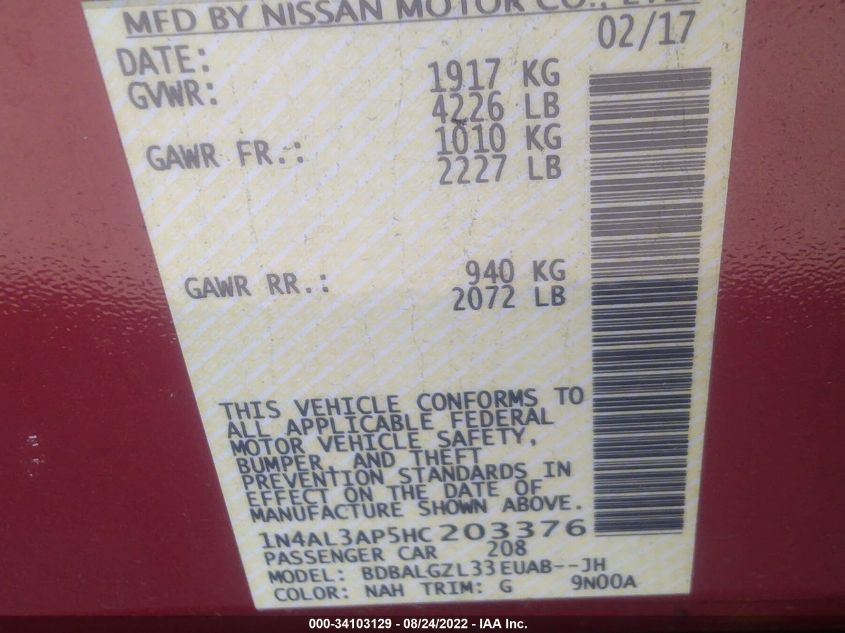 MFD BY NISSAN MOTOR CO., LTD
DATE: 02/17
GVWR: 1917 KG
4226 LB
GAWR FR.: 1010 KG
2227 LB
GAWR RR.: 940 KG
2072 LB
THIS VEHICLE CONFORMS TO
ALL APPLICABLE FEDERAL
MOTOR VEHICLE SAFETY,
BUMPER, AND THEFT
PREVENTION STANDARDS IN
EFFECT ON THE DATE OF
MANUFACTURE SHOWN ABOVE.
1N4AL3AP5HC203376
PASSENGER CAR 208
MODEL: BDBALGZL33EUAB--JH
COLOR: NAH TRIM: G 9N00A
000-34103129 - 08/24/2022 - IAA Inc.